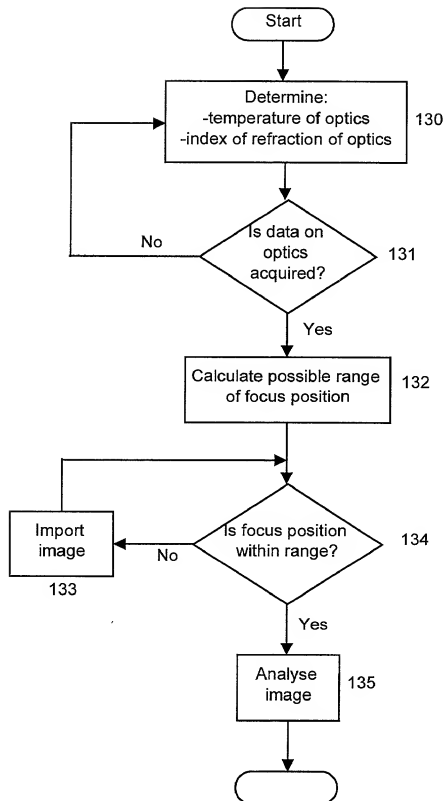 Start
Determine:
-temperature of optics
-index of refraction of optics
130
No
Is data on
optics
acquired?
131
Yes
Calculate possible range
of focus position
132
Import
image
133
No
Is focus position
within range?
134
Yes
Analyse
image
135